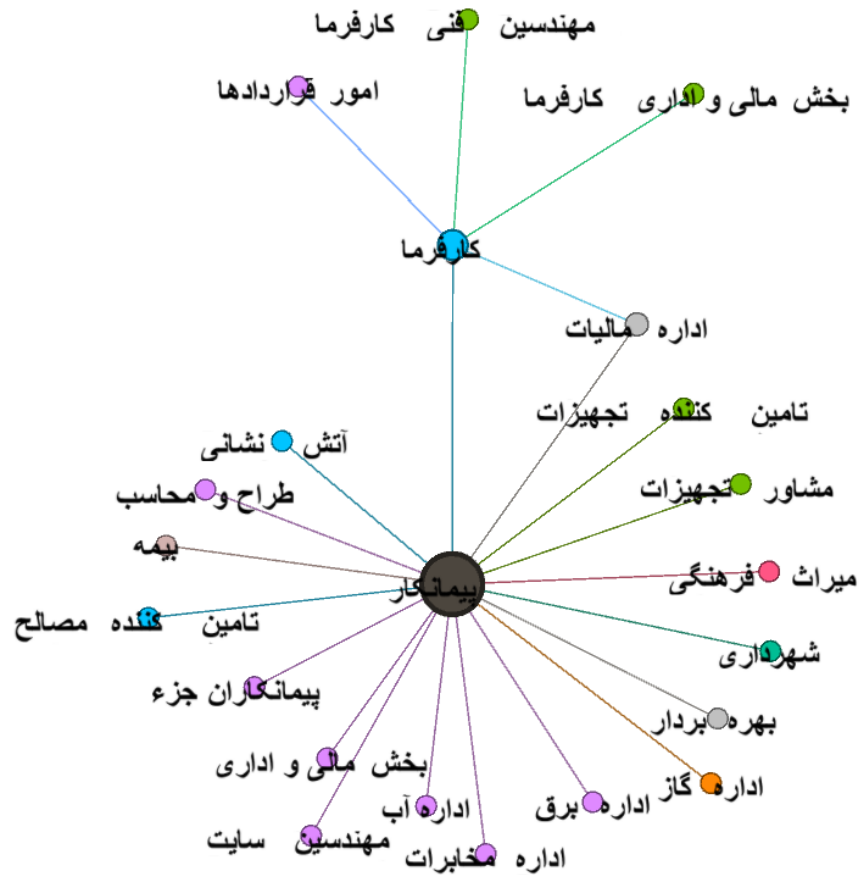 مهندسین فنی کارفرما
امور قراردادها
بخش مالی و اداری کارفرما
کارفرما
اداره مالیات
تامین کننده تجهیزات
آتش نشانی
مشاور تجهیزات
طراح و محاسب
بیمه
میراث فرهنگی
پیمانکار
تامین کننده مصالح
شهرداری
پیمانکاران جزء
بهره بردار
بخش مالی و اداری
اداره گاز
اداره آب
اداره برق
مهندسین سایت
اداره مخابرات